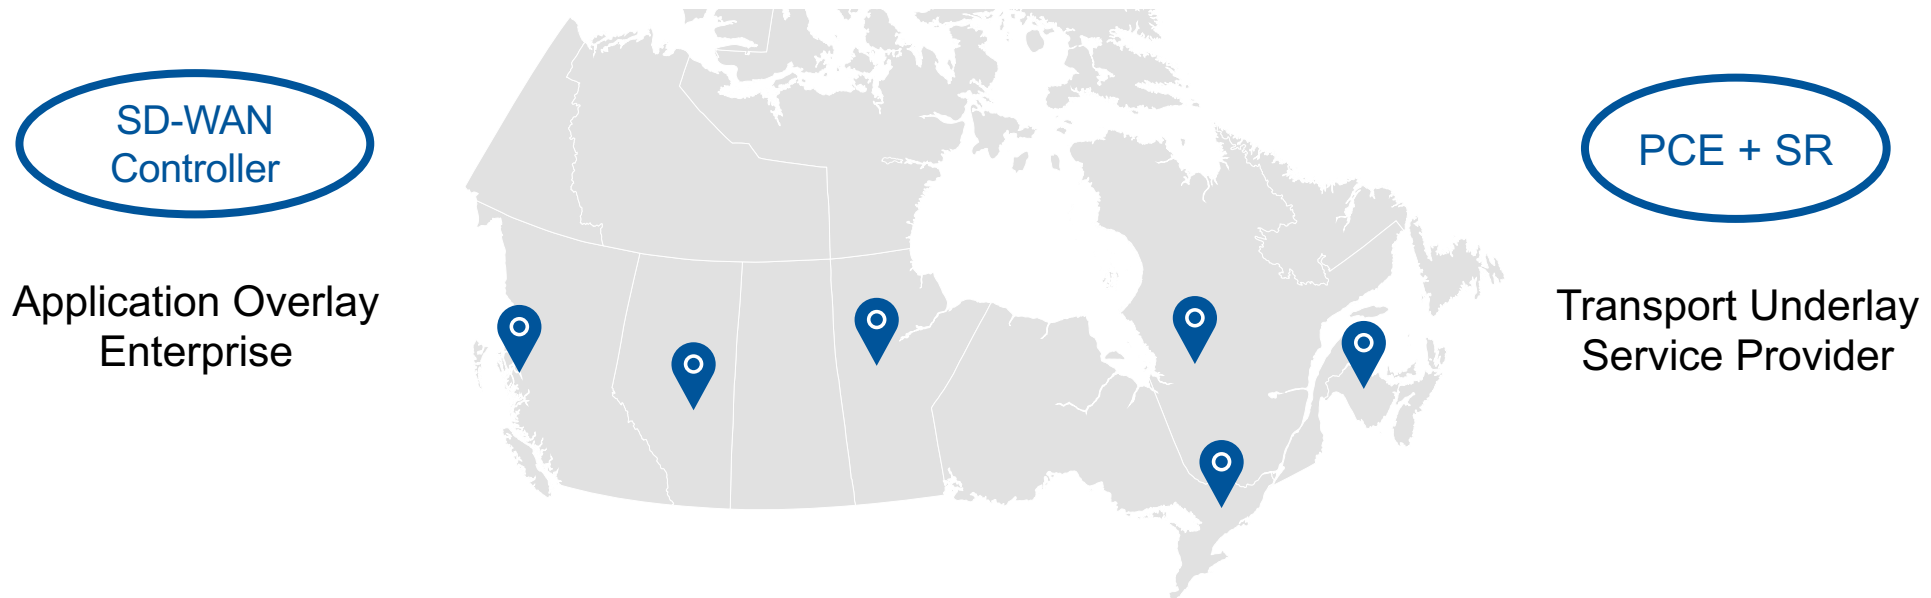 SD-WAN
Controller
Application Overlay
Enterprise
PCE + SR
Transport Underlay
Service Provider